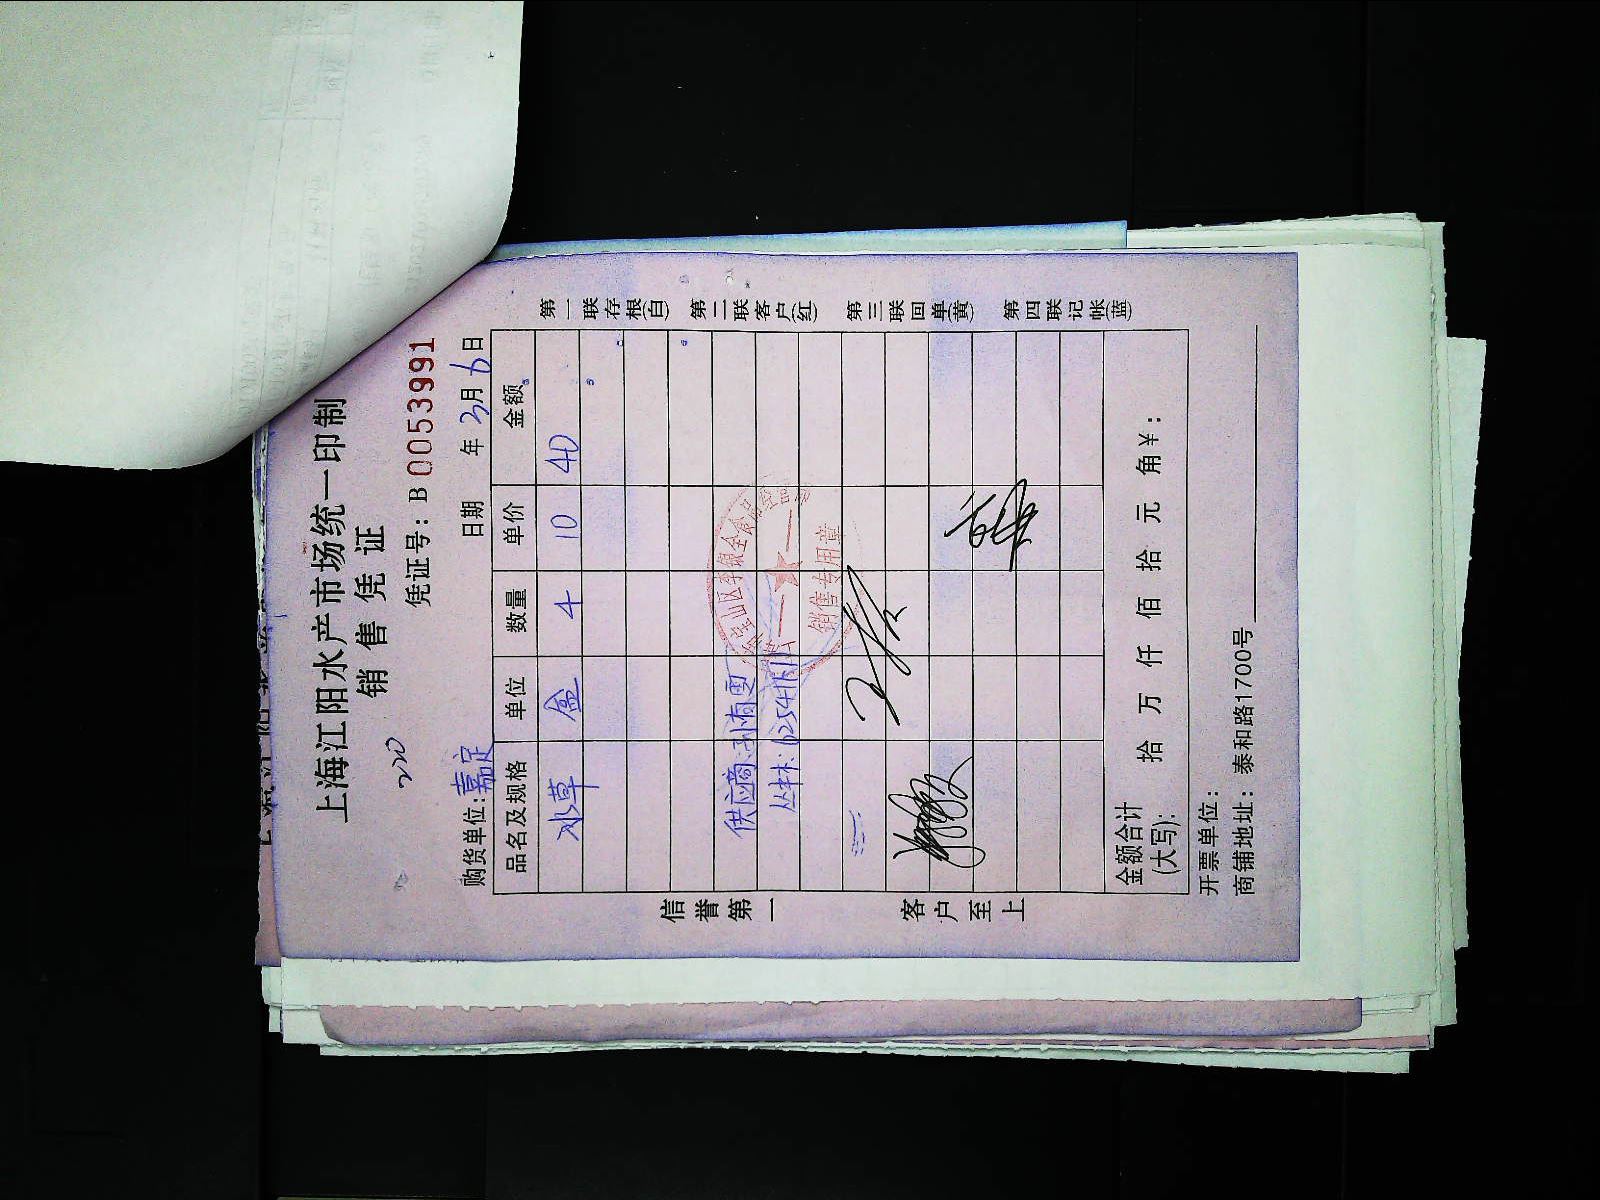 上海江阳水产市场统一印制
销售凭证
220
凭证号：B 0053991
购货单位：嘉定 日期 年 3月 6日
品名及规格 单位 数量 单价 金额
水草 盒 4 10 40
供应商：孙有雪
销售专用章
金额合计(大写)： 拾 万 仟 佰 拾 元 角￥：
开票单位：
商铺地址：泰和路1700号
信誉第一 客户至上
第一联存根(白) 第二联客户(红) 第三联回单(黄) 第四联记帐(蓝)